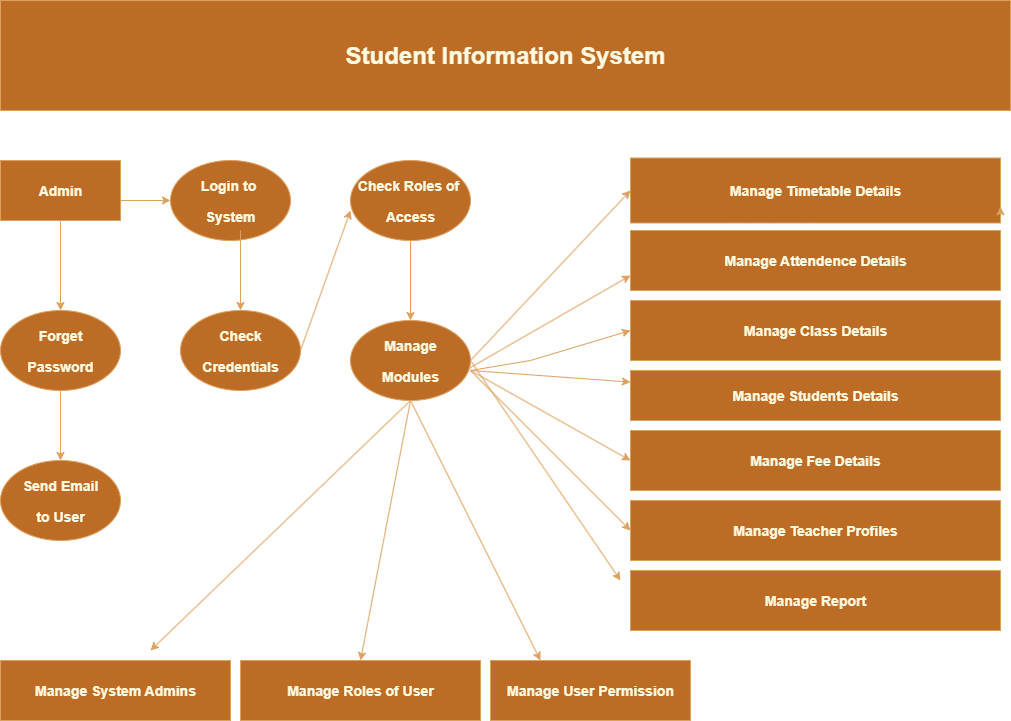 Student Information System
Admin
Login to
System
Check Roles of
Access
Manage Timetable Details
Manage Attendence Details
Forget
Password
Check
Credentials
Manage
Modules
Manage Class Details
Manage Students Details
Manage Fee Details
Send Email
to User
Manage Teacher Profiles
Manage Report
Manage System Admins
Manage Roles of User
Manage User Permission